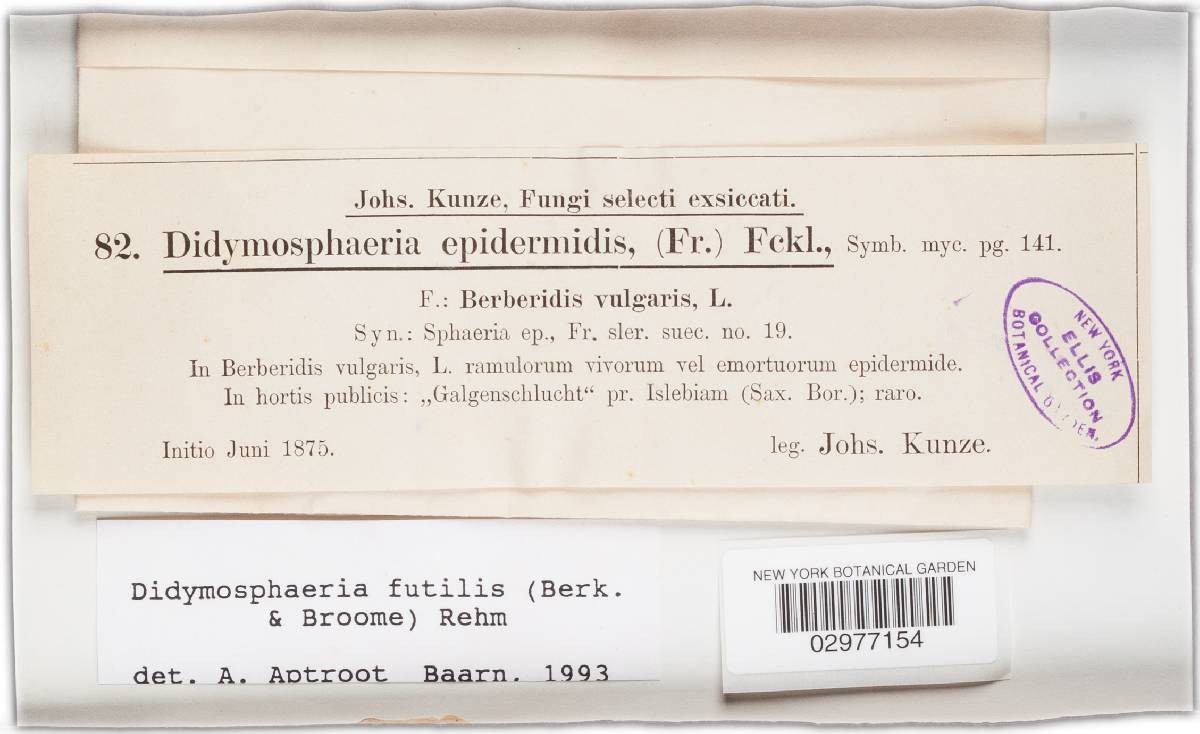 Johs. Kunze, Fungi selecti exsiccati.
82. Didymosphaeria epidermidis, (Fr.) Fckl., Symb. myc. pg. 141.
F.: Berberidis vulgaris, L.
Syn.: Sphaeria ep., Fr. sler. suec. no. 19.
In Berberidis vulgaris, L. ramulorum vivorum vel emortuorum epidermide.
In hortis publicis: „Galgenschlucht“ pr. Islebiam (Sax. Bor.); raro.
Initio Juni 1875. leg. Johs. Kunze.
NEW YORK
ELLIS
COLLECTION
BOTANICAL
Didymosphaeria futilis (Berk.
& Broome) Rehm
det. A. Aptroot Baarn. 1993
NEW YORK BOTANICAL GARDEN
02977154